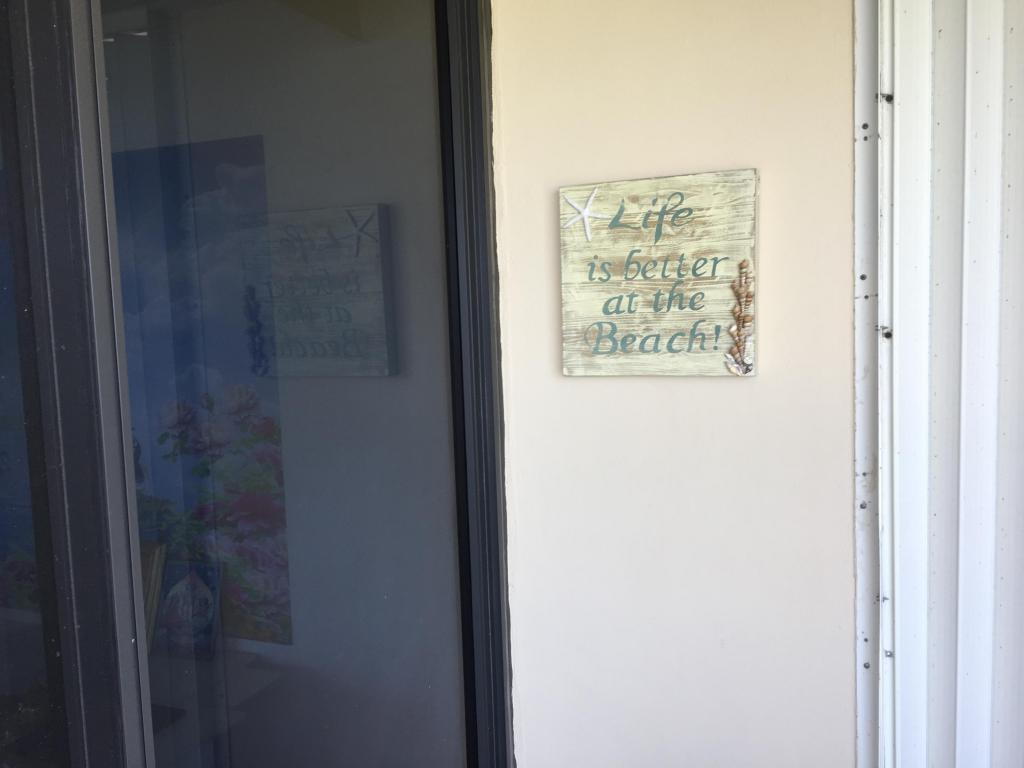 Life
is better
at the
Beach!